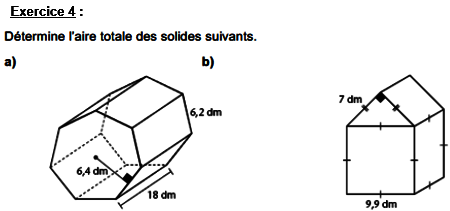 Exercice 4 :
Détermine l'aire totale des solides suivants.
a)
b)
6,2 dm
6,4 dm
18 dm
7 dm
9,9 dm